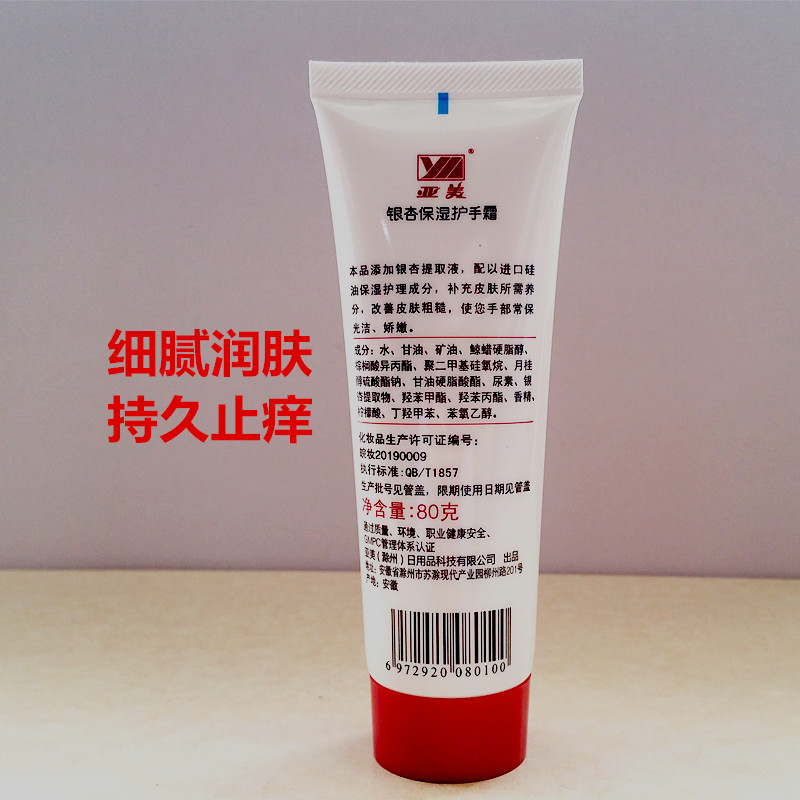 YM®
亚美
银杏保湿护手霜
本品添加银杏提取液,配以进口硅
油保湿护理成分,补充皮肤所需养
分,改善皮肤粗糙,使您手部常保
光洁、娇嫩。
细腻润肤
持久止痒
成分:水、甘油、矿油、鲸蜡硬脂醇、
棕榈酸异丙酯、聚二甲基硅氧烷、月桂
醇硫酸酯钠、甘油硬脂酸酯、尿素、银
杏提取物、羟苯甲酯、羟苯丙酯、香精、
柠檬酸、丁羟甲苯、苯氧乙醇。
化妆品生产许可证编号:
皖妆20190009
执行标准:QB/T1857
生产批号见管盖,限期使用日期见管盖
净含量:80克
通过质量、环境、职业健康安全、
GMPC管理体系认证
亚美(滁州)日用品科技有限公司 出品
地址:安徽省滁州市苏滁现代产业园柳州路201号
产地:安徽
6 972920 080100